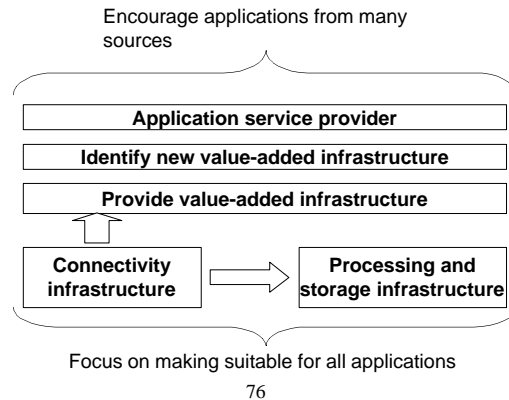 Encourage applications from many
sources
Application service provider
Identify new value-added infrastructure
Provide value-added infrastructure
Connectivity
infrastructure
Processing and
storage infrastructure
Focus on making suitable for all applications
76